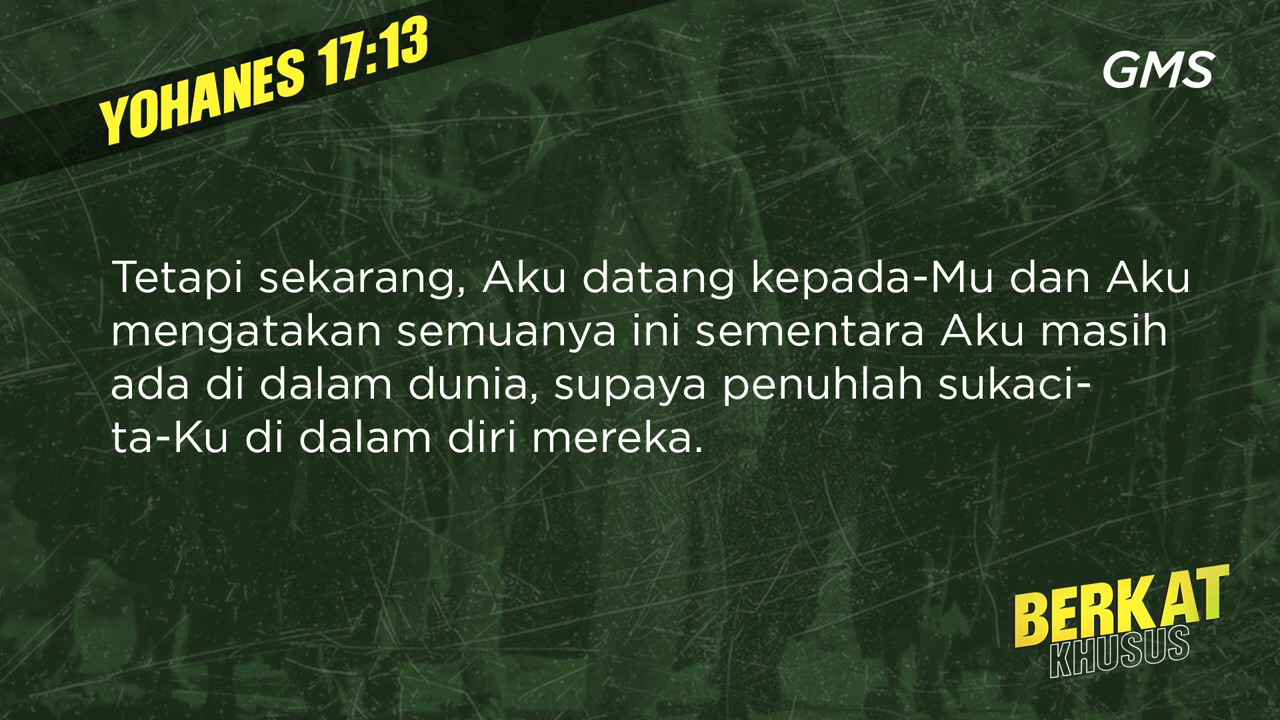 YOHANES 17:13
GMS
Tetapi sekarang, Aku datang kepada-Mu dan Aku
mengatakan semuanya ini sementara Aku masih
ada di dalam dunia, supaya penuhlah sukaci-
ta-Ku di dalam diri mereka.
BERKAT
KHUSUS